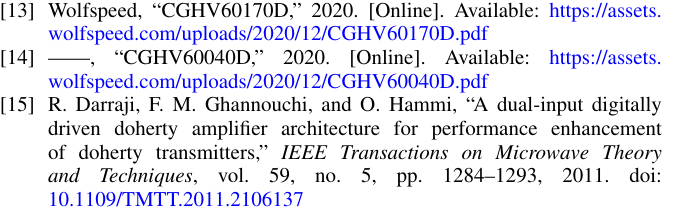 [13] Wolfspeed, “CGHV60170D,” 2020. [Online]. Available: https://assets.
wolfspeed.com/uploads/2020/12/CGHV60170D.pdf
[14] ——, “CGHV60040D,” 2020. [Online]. Available: https://assets.
wolfspeed.com/uploads/2020/12/CGHV60040D.pdf
[15] R. Darraji, F. M. Ghannouchi, and O. Hammi, “A dual-input digitally
driven doherty amplifier architecture for performance enhancement
of doherty transmitters,” IEEE Transactions on Microwave Theory
and Techniques, vol. 59, no. 5, pp. 1284–1293, 2011. doi:
10.1109/TMTT.2011.2106137